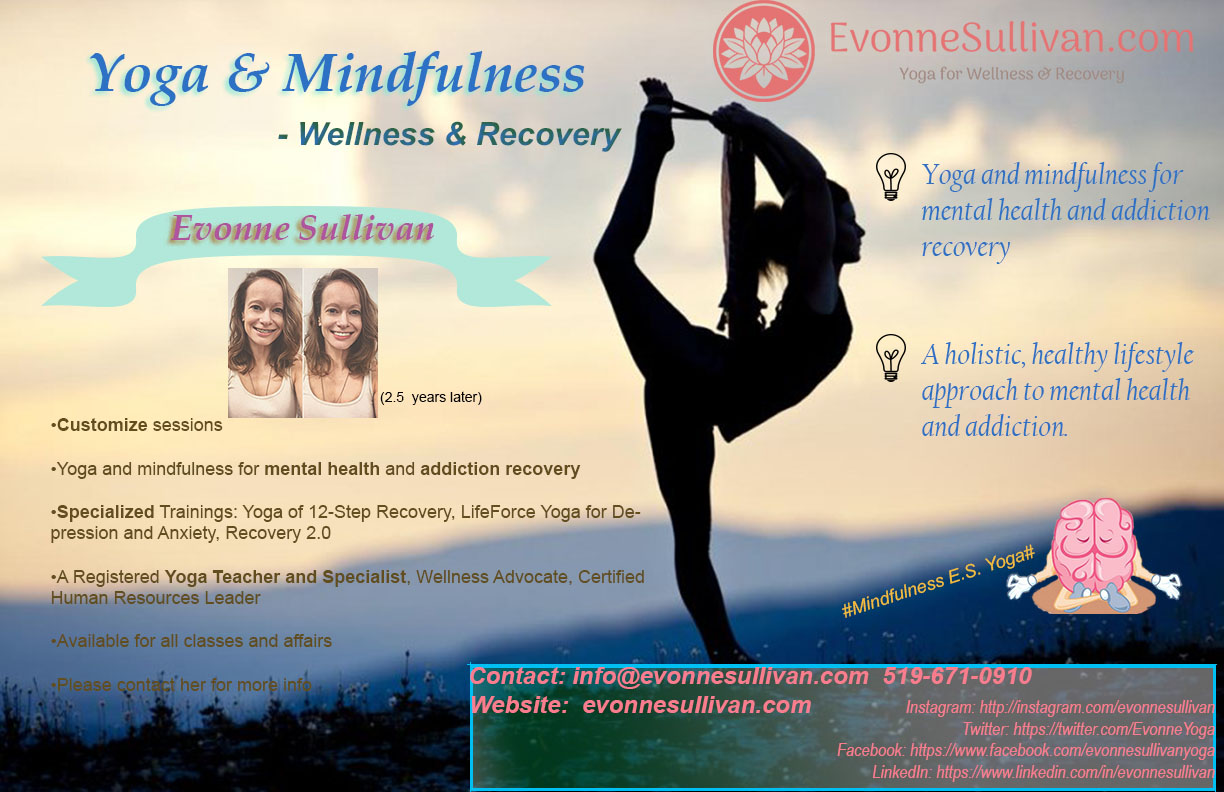 EvonneSullivan.com
Yoga for Wellness & Recovery
Yoga & Mindfulness
- Wellness & Recovery
Evonne Sullivan
(2.5 years later)
•Customize sessions
•Yoga and mindfulness for mental health and addiction recovery
•Specialized Trainings: Yoga of 12-Step Recovery, LifeForce Yoga for De-
pression and Anxiety, Recovery 2.0
•A Registered Yoga Teacher and Specialist, Wellness Advocate, Certified
Human Resources Leader
•Available for all classes and affairs
•Please contact her for more info
Yoga and mindfulness for
mental health and addiction
recovery
A holistic, healthy lifestyle
approach to mental health
and addiction.
#Mindfulness E.S. Yoga#
Contact: info@evonnesullivan.com 519-671-0910
Website: evonnesullivan.com
Instagram: http://instagram.com/evonnesullivan
Twitter: https://twitter.com/EvonneYoga
Facebook: https://www.facebook.com/evonnesullivanyoga
LinkedIn: https://www.linkedin.com/in/evonnesullivan